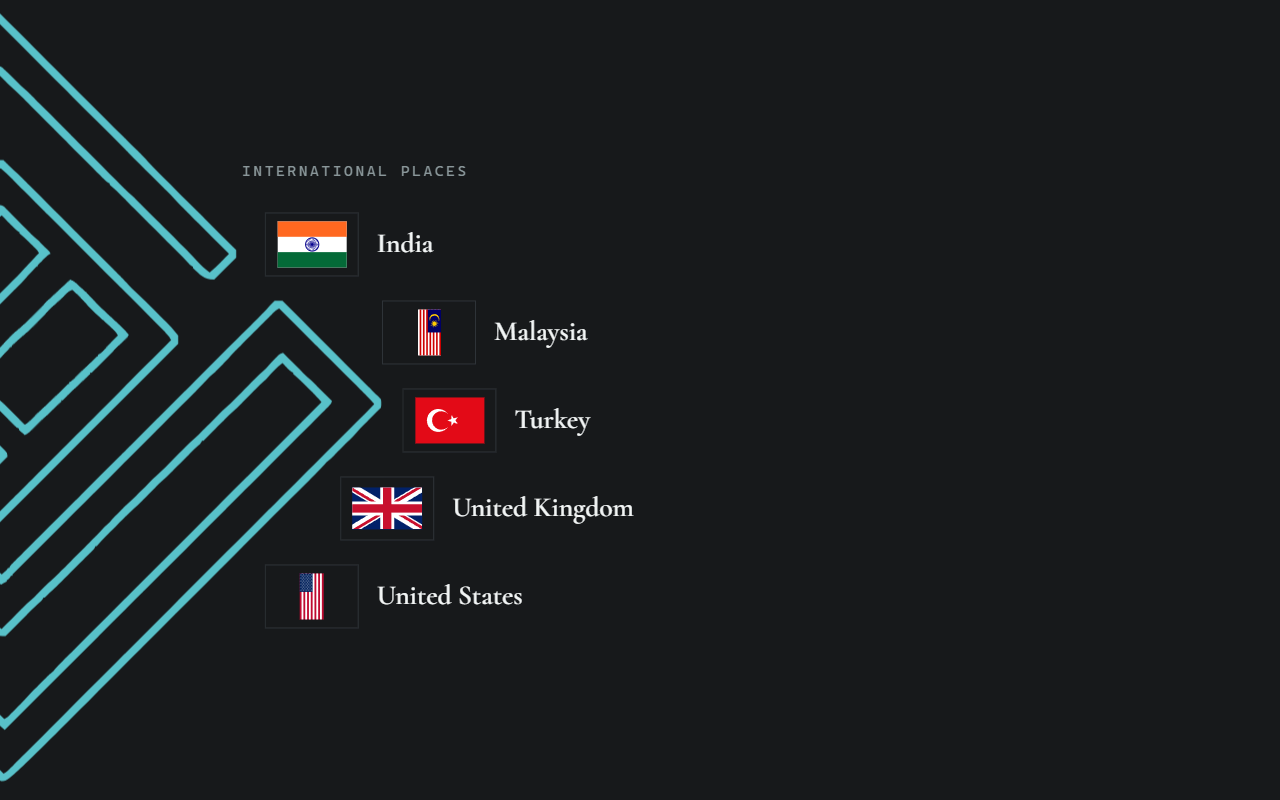 INTERNATIONAL PLACES
India
Malaysia
Turkey
United Kingdom
United States